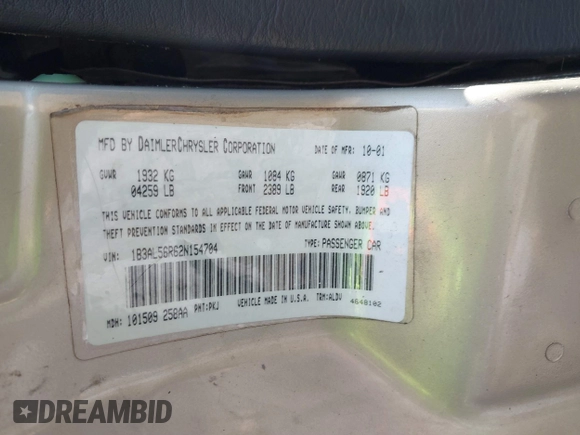 MFD BY DAIMLERCHRYSLER CORPORATION DATE OF MFR: 10-01
GVWR 1932 KG GAWR 1084 KG GAWR 0871 KG
04259 LB FRONT 2389 LB REAR 1920 LB
THIS VEHICLE CONFORMS TO ALL APPLICABLE FEDERAL MOTOR VEHICLE SAFETY, BUMPER AND
THEFT PREVENTION STANDARDS IN EFFECT ON THE DATE OF MANUFACTURE SHOWN ABOVE.
VIN: 1B3AL56R62N154704 TYPE: PASSENGER CAR
MDH: 101509 258AA PNT: PKJ VEHICLE MADE IN U.S.A. TRM: ALDV 4648102
DREAMBID